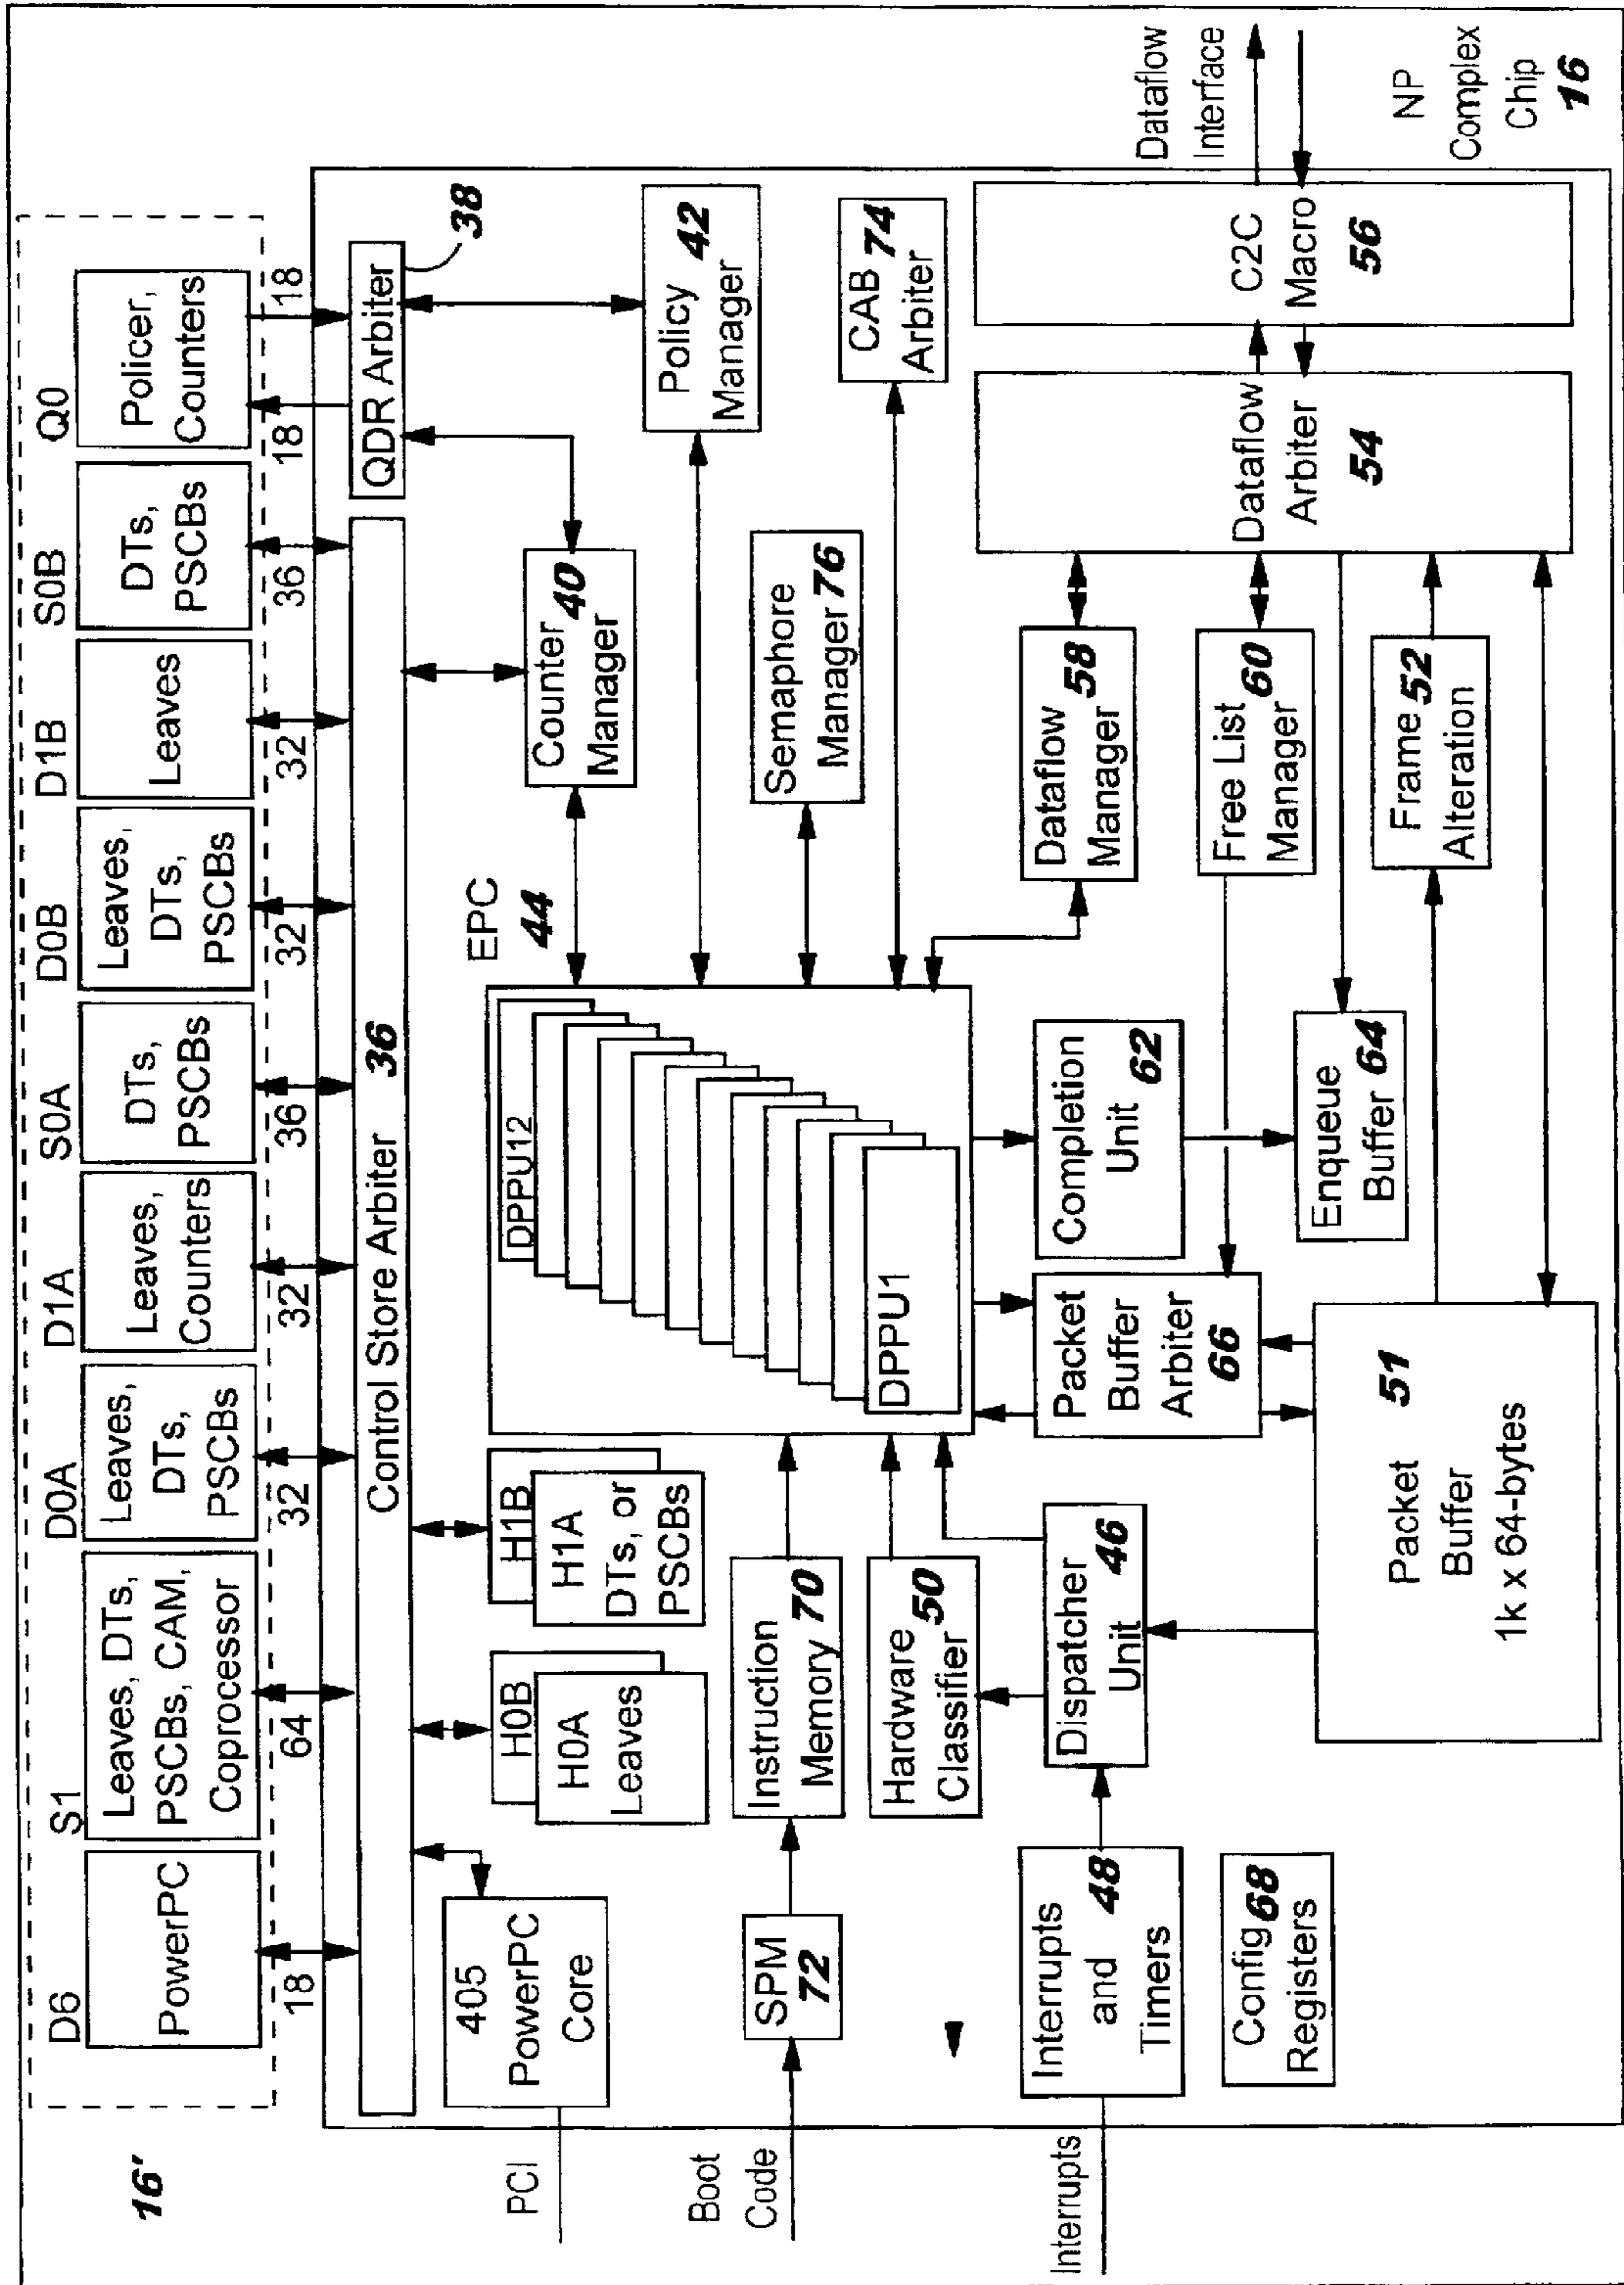 16'
D6
S1
D0A
D1A
S0A
D0B
D1B
S0B
Q0
PowerPC
Leaves, DTs,
PSCBs, CAM,
Coprocessor
Leaves,
DTs,
PSCBs
Leaves,
Counters
DTs,
PSCBs
Leaves,
DTs,
PSCBs
Leaves
DTs,
PSCBs
Policer,
Counters
18
64
32
32
36
32
32
36
18
18
Control Store Arbiter 36
QDR Arbiter
38
PCI
405
PowerPC
Core
H0B
H0A
Leaves
H1B
H1A
DTs, or
PSCBs
EPC
44
Counter 40
Manager
Policy 42
Manager
Boot
Code
SPM
72
Instruction
Memory 70
DPPU12
DPPU1
Semaphore
Manager 76
CAB 74
Arbiter
Hardware
Classifier 50
Interrupts
Interrupts
and 48
Timers
Dispatcher
Unit 46
Packet
Buffer
Arbiter
66
Completion
Unit 62
Dataflow
Manager 58
Config 68
Registers
Free List
Manager 60
Enqueue
Buffer 64
Frame 52
Alteration
Packet 51
Buffer
1k x 64-bytes
Dataflow
Arbiter
54
C2C
Macro
56
Dataflow
Interface
NP
Complex
Chip
16